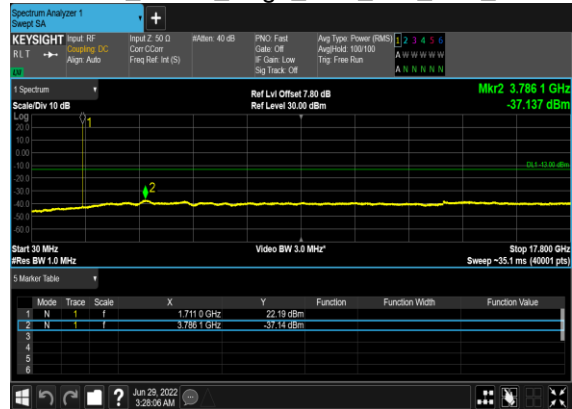 Spectrum Analyzer 1
Swept SA
+
KEYSIGHT Input: RF Input Z: 50 Ω #Atten: 40 dB PNO: Fast Avg Type: Power (RMS) 1 2 3 4 5 6
RLT Coupling: DC Corr CCorr Gate: Off Avg|Hold: 100/100 A W W W W W
Align: Auto Freq Ref: Int (S) IF Gain: Low Trig: Free Run A N N N N N
Sig Track: Off
1 Spectrum Ref Lvl Offset 7.80 dB Mkr2 3.786 1 GHz
Scale/Div 10 dB Ref Level 30.00 dBm -37.137 dBm
Log
20.0
10.0
0.00
-10.0
-20.0
-30.0
-40.0
-50.0
-60.0
1
2
DL1 -13.00 dBm
Start 30 MHz Video BW 3.0 MHz* Stop 17.800 GHz
#Res BW 1.0 MHz Sweep ~35.1 ms (40001 pts)
5 Marker Table
Mode Trace Scale X Y Function Function Width Function Value
1 N 1 f 1.711 0 GHz 22.19 dBm
2 N 1 f 3.786 1 GHz -37.14 dBm
3
4
5
6
? Jun 29, 2022
3:28:06 AM